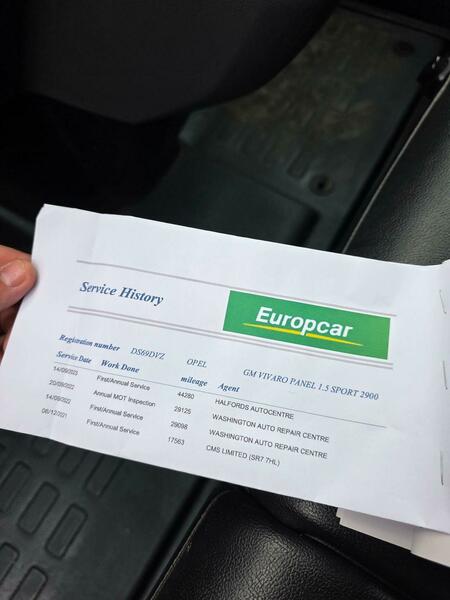 Service History
Europcar
Registration number DS69DVZ OPEL GM VIVARO PANEL 1.5 SPORT 2900
Service Date Work Done mileage Agent
14/09/2023 First/Annual Service 44280 HALFORDS AUTOCENTRE
20/09/2022 Annual MOT Inspection 29125 WASHINGTON AUTO REPAIR CENTRE
14/09/2022 First/Annual Service 29098 WASHINGTON AUTO REPAIR CENTRE
06/12/2021 First/Annual Service 17563 CMS LIMITED (SR7 7HL)